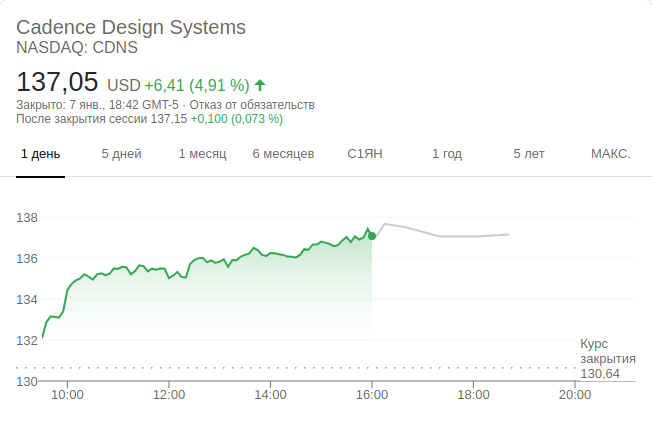 Cadence Design Systems
NASDAQ: CDNS
137,05 USD +6,41 (4,91 %) ↑
Закрыто: 7 янв., 18:42 GMT-5 · Отказ от обязательств
После закрытия сессии 137,15 +0,100 (0,073 %)
1 день 5 дней 1 месяц 6 месяцев С1ЯН 1 год 5 лет МАКС.
138
136
134
132
Курс
закрытия
130,64
130
10:00 12:00 14:00 16:00 18:00 20:00